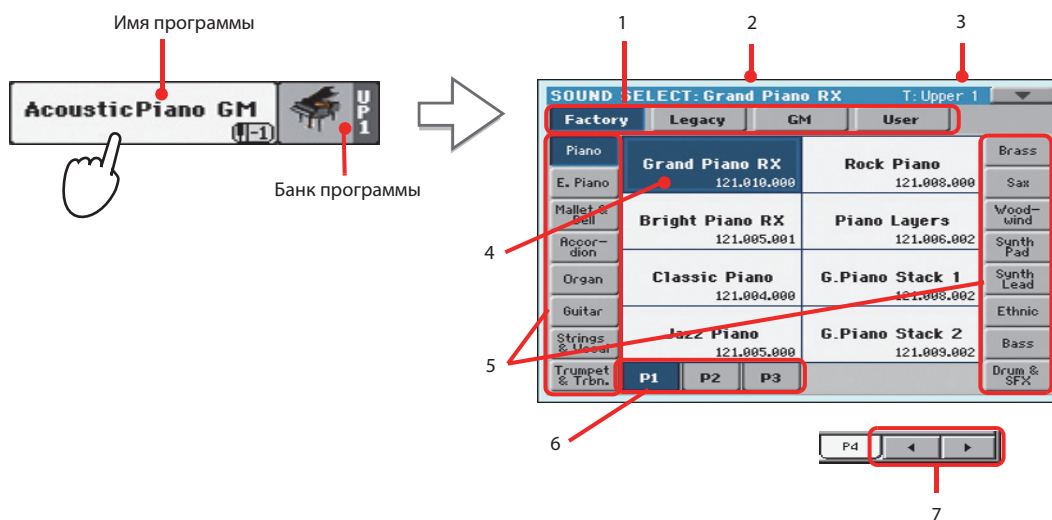 Имя программы
AcousticPiano GM
-1
UP1
Банк программы
1
2
3
SOUND SELECT: Grand Piano RX T: Upper 1
Factory Legacy GM User
Piano
E. Piano
Mallet & Bell
Accor-
dion
Organ
Guitar
Strings
& Vocal
Trumpet
& Trbn.
Grand Piano RX
121.010.000
Rock Piano
121.008.000
Bright Piano RX
121.005.001
Piano Layers
121.006.002
Classic Piano
121.004.000
G.Piano Stack 1
121.008.002
Jazz Piano
121.005.000
G.Piano Stack 2
121.009.002
Brass
Sax
Wood-
wind
Synth
Pad
Synth
Lead
Ethnic
Bass
Drum &
SFX
P1 P2 P3
4
5
6
P4
7